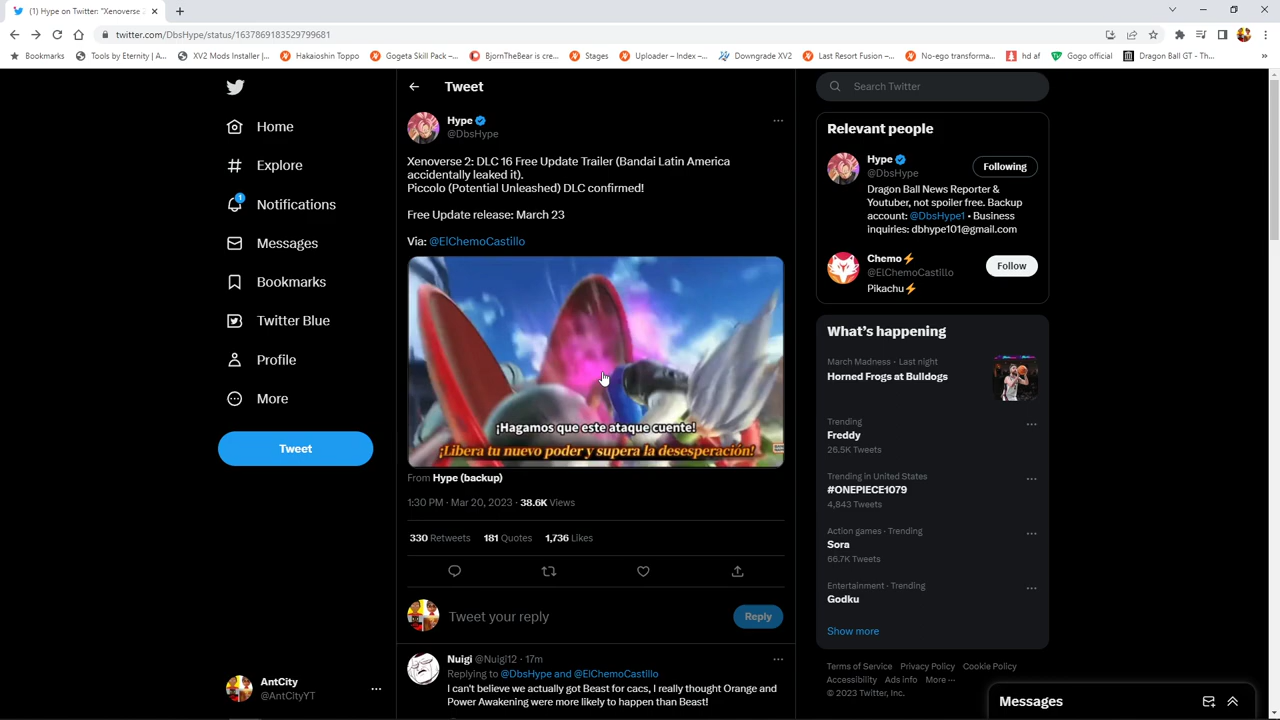 (1) Hype on Twitter: "Xenoverse 2
twitter.com/DbsHype/status/1637869183529799681
Bookmarks
Tools by Eternity | A...
XV2 Mods Installer |...
Hakaioshin Toppo
Gogeta Skill Pack –...
BjornTheBear is cre...
Stages
Uploader – Index –...
Downgrade XV2
Last Resort Fusion –...
No-ego transforma...
hd af
Gogo official
Dragon Ball GT - Th...
»
Home
Explore
1
Notifications
Messages
Bookmarks
Twitter Blue
Profile
More
Tweet
AntCity
@AntCityYT
Tweet
Hype
@DbsHype
Xenoverse 2: DLC 16 Free Update Trailer (Bandai Latin America
accidentally leaked it).
Piccolo (Potential Unleashed) DLC confirmed!
Free Update release: March 23
Via: @ElChemoCastillo
¡Hagamos que este ataque cuente!
¡Libera tu nuevo poder y supera la desesperación!
From Hype (backup)
1:30 PM · Mar 20, 2023 · 38.6K Views
330 Retweets 181 Quotes 1,736 Likes
Tweet your reply
Reply
Nuigi @Nuigi12 · 17m
Replying to @DbsHype and @ElChemoCastillo
I can't believe we actually got Beast for cacs, I really thought Orange and
Power Awakening were more likely to happen than Beast!
Search Twitter
Relevant people
Hype
@DbsHype
Following
Dragon Ball News Reporter &
Youtuber, not spoiler free. Backup
account: @DbsHype1 • Business
inquiries: dbhype101@gmail.com
Chemo⚡
@ElChemoCastillo
Follow
Pikachu⚡
What's happening
March Madness · Last night
Horned Frogs at Bulldogs
Trending
Freddy
26.5K Tweets
Trending in United States
#ONEPIECE1079
4,843 Tweets
Action games · Trending
Sora
66.7K Tweets
Entertainment · Trending
Godku
Show more
Terms of Service Privacy Policy Cookie Policy
Accessibility Ads info More ···
© 2023 Twitter, Inc.
Messages